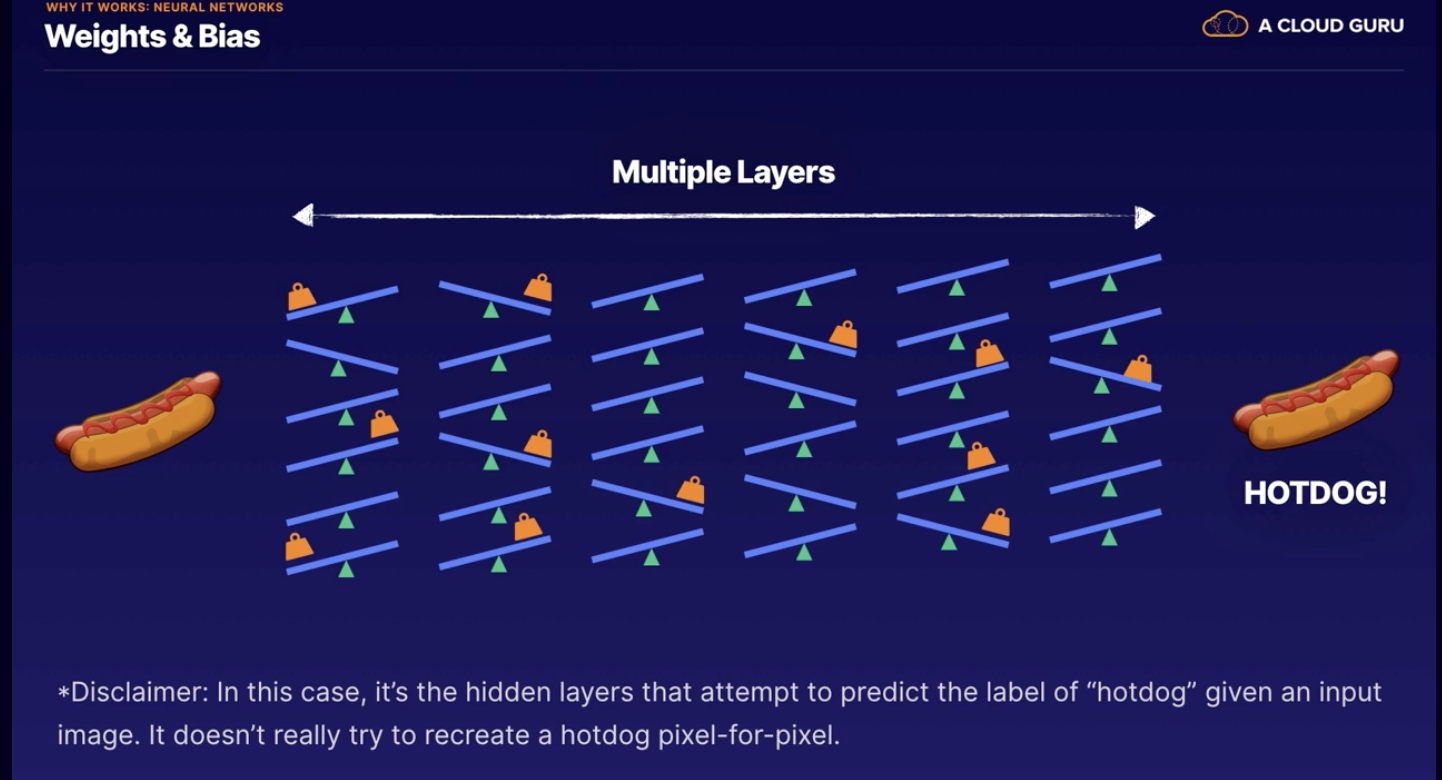 WHY IT WORKS: NEURAL NETWORKS
Weights & Bias
A CLOUD GURU
Multiple Layers
HOTDOG!
*Disclaimer: In this case, it’s the hidden layers that attempt to predict the label of “hotdog” given an input
image. It doesn’t really try to recreate a hotdog pixel-for-pixel.